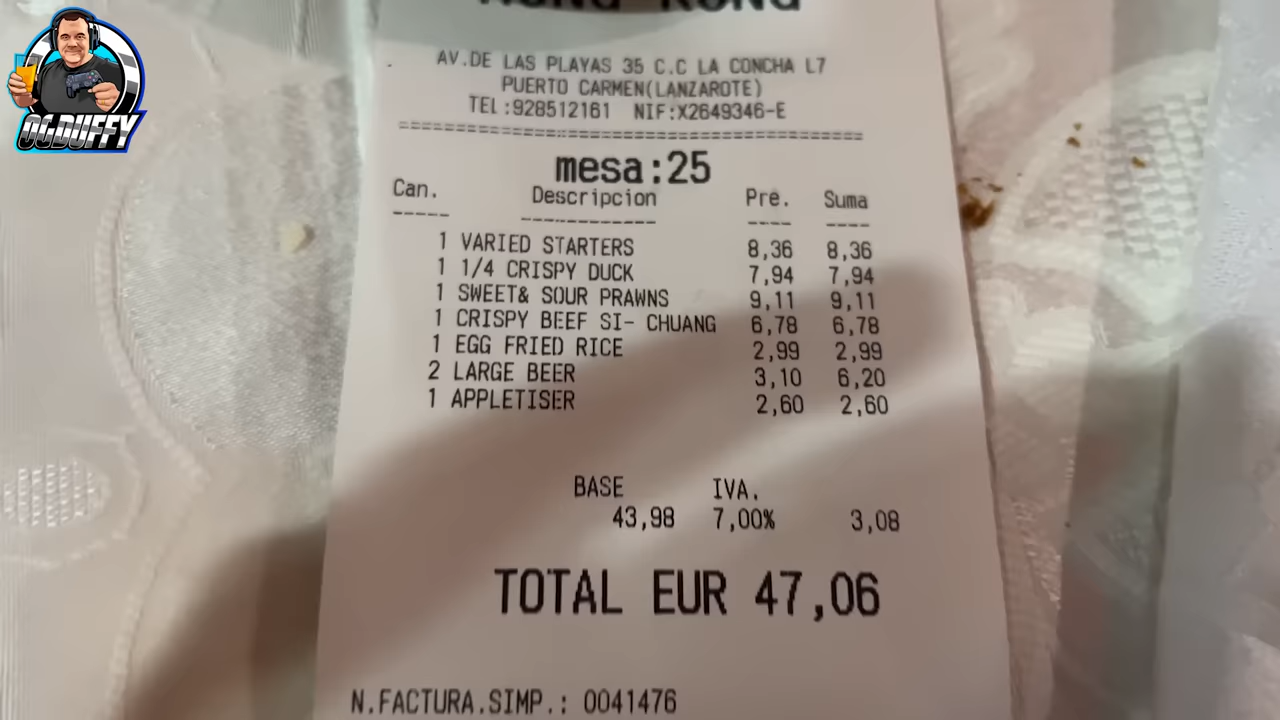 OGDUFFY
HONG KONG
AV.DE LAS PLAYAS 35 C.C LA CONCHA L7
PUERTO CARMEN(LANZAROTE)
TEL:928512161 NIF:X2649346-E
mesa:25
Can. Descripcion Pre. Suma
1 VARIED STARTERS 8,36 8,36
1 1/4 CRISPY DUCK 7,94 7,94
1 SWEET& SOUR PRAWNS 9,11 9,11
1 CRISPY BEEF SI- CHUANG 6,78 6,78
1 EGG FRIED RICE 2,99 2,99
2 LARGE BEER 3,10 6,20
1 APPLETISER 2,60 2,60
BASE IVA.
43,98 7,00% 3,08
TOTAL EUR 47,06
N.FACTURA.SIMP.: 0041476